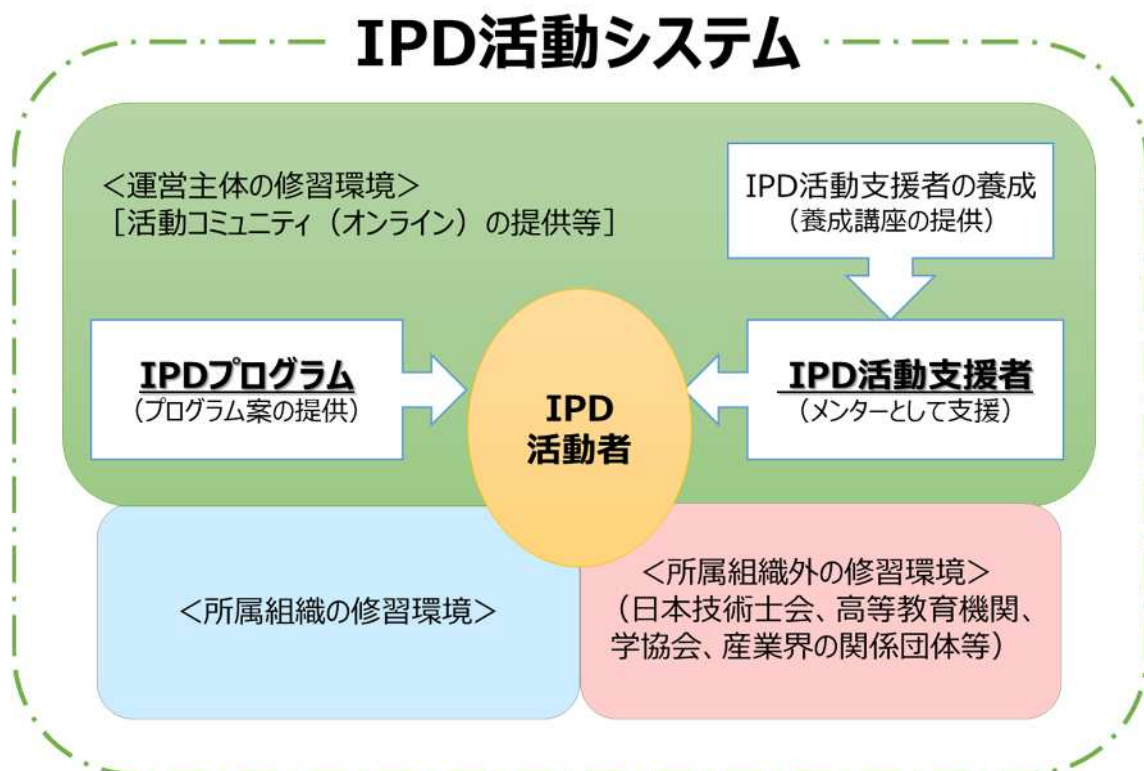 IPD活動システム
＜運営主体の修習環境＞
［活動コミュニティ（オンライン）の提供等］
IPD活動支援者の養成
（養成講座の提供）
IPDプログラム
（プログラム案の提供）
IPD
活動者
IPD活動支援者
（メンターとして支援）
＜所属組織の修習環境＞
＜所属組織外の修習環境＞
（日本技術士会、高等教育機関、
学協会、産業界の関係団体等）